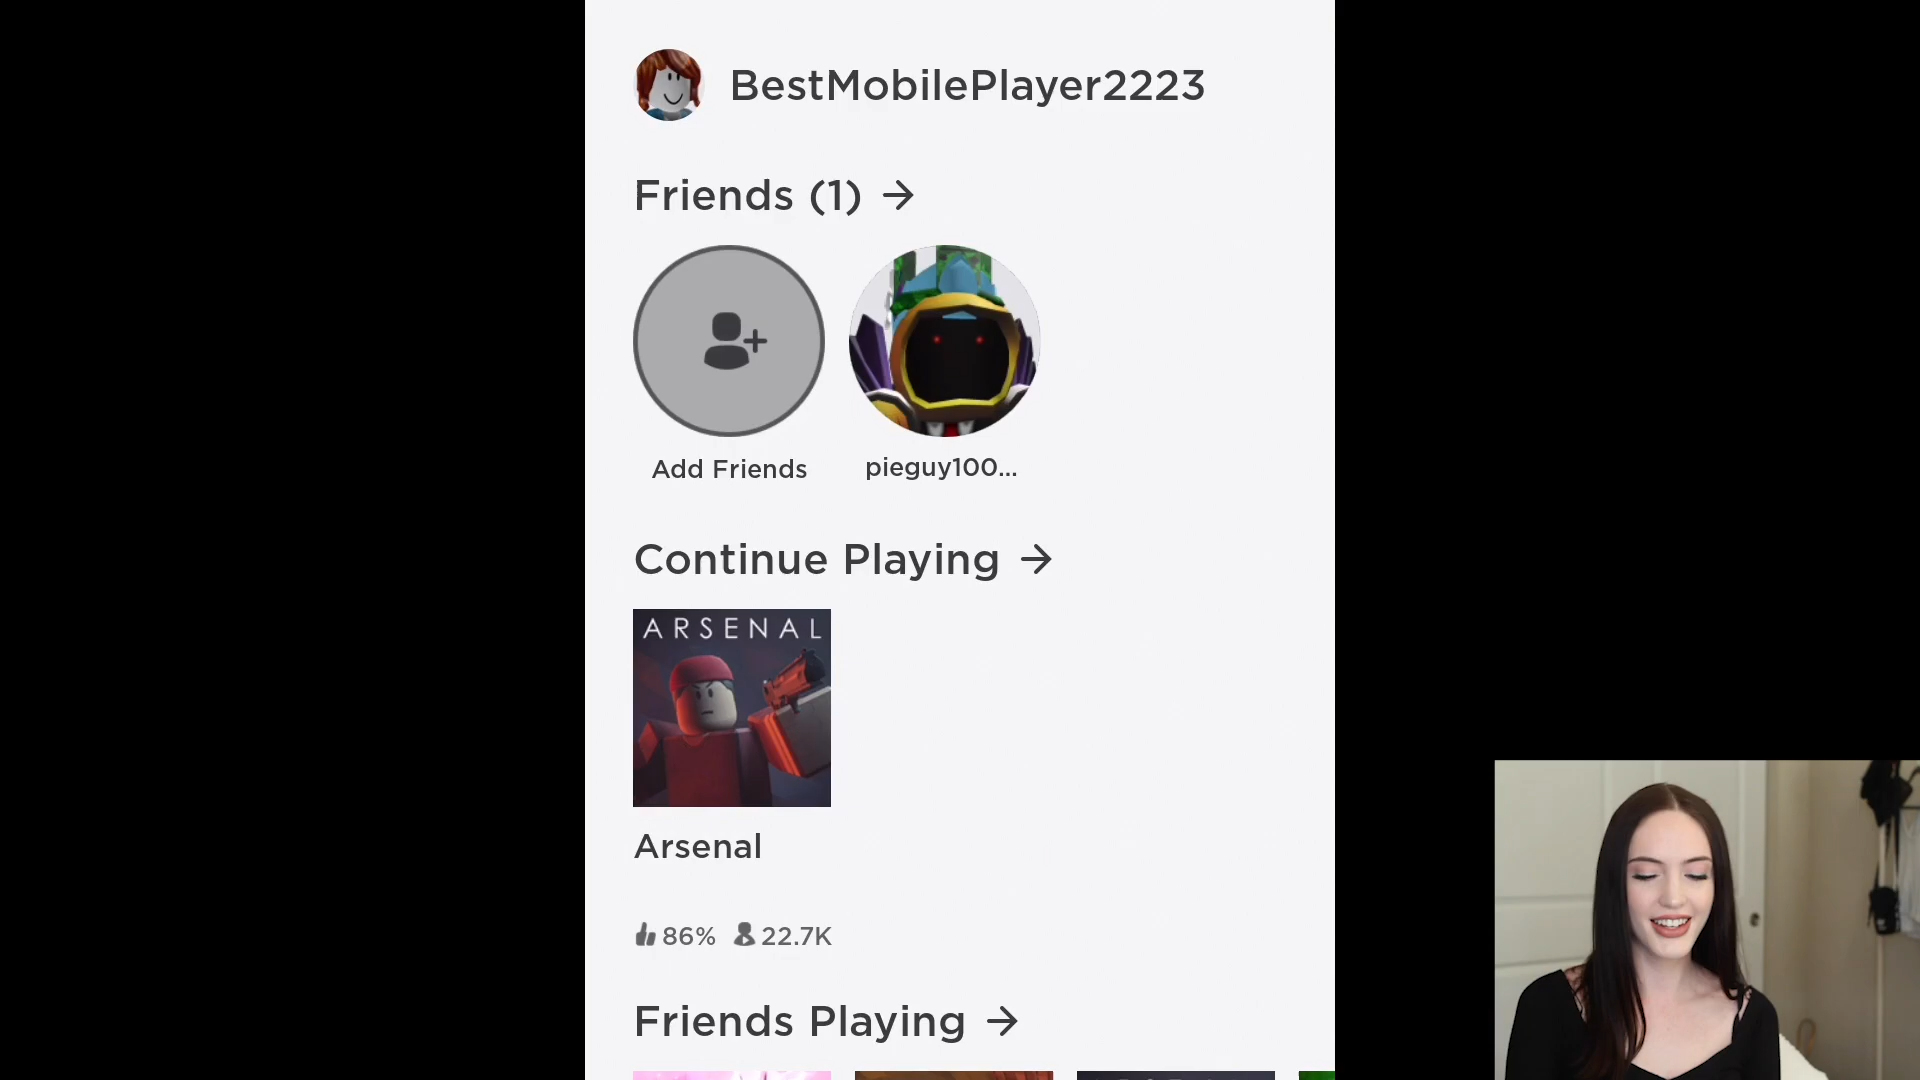 BestMobilePlayer2223
Friends (1)
Add Friends
pieguy100...
Continue Playing
ARSENAL
Arsenal
86% 22.7K
Friends Playing